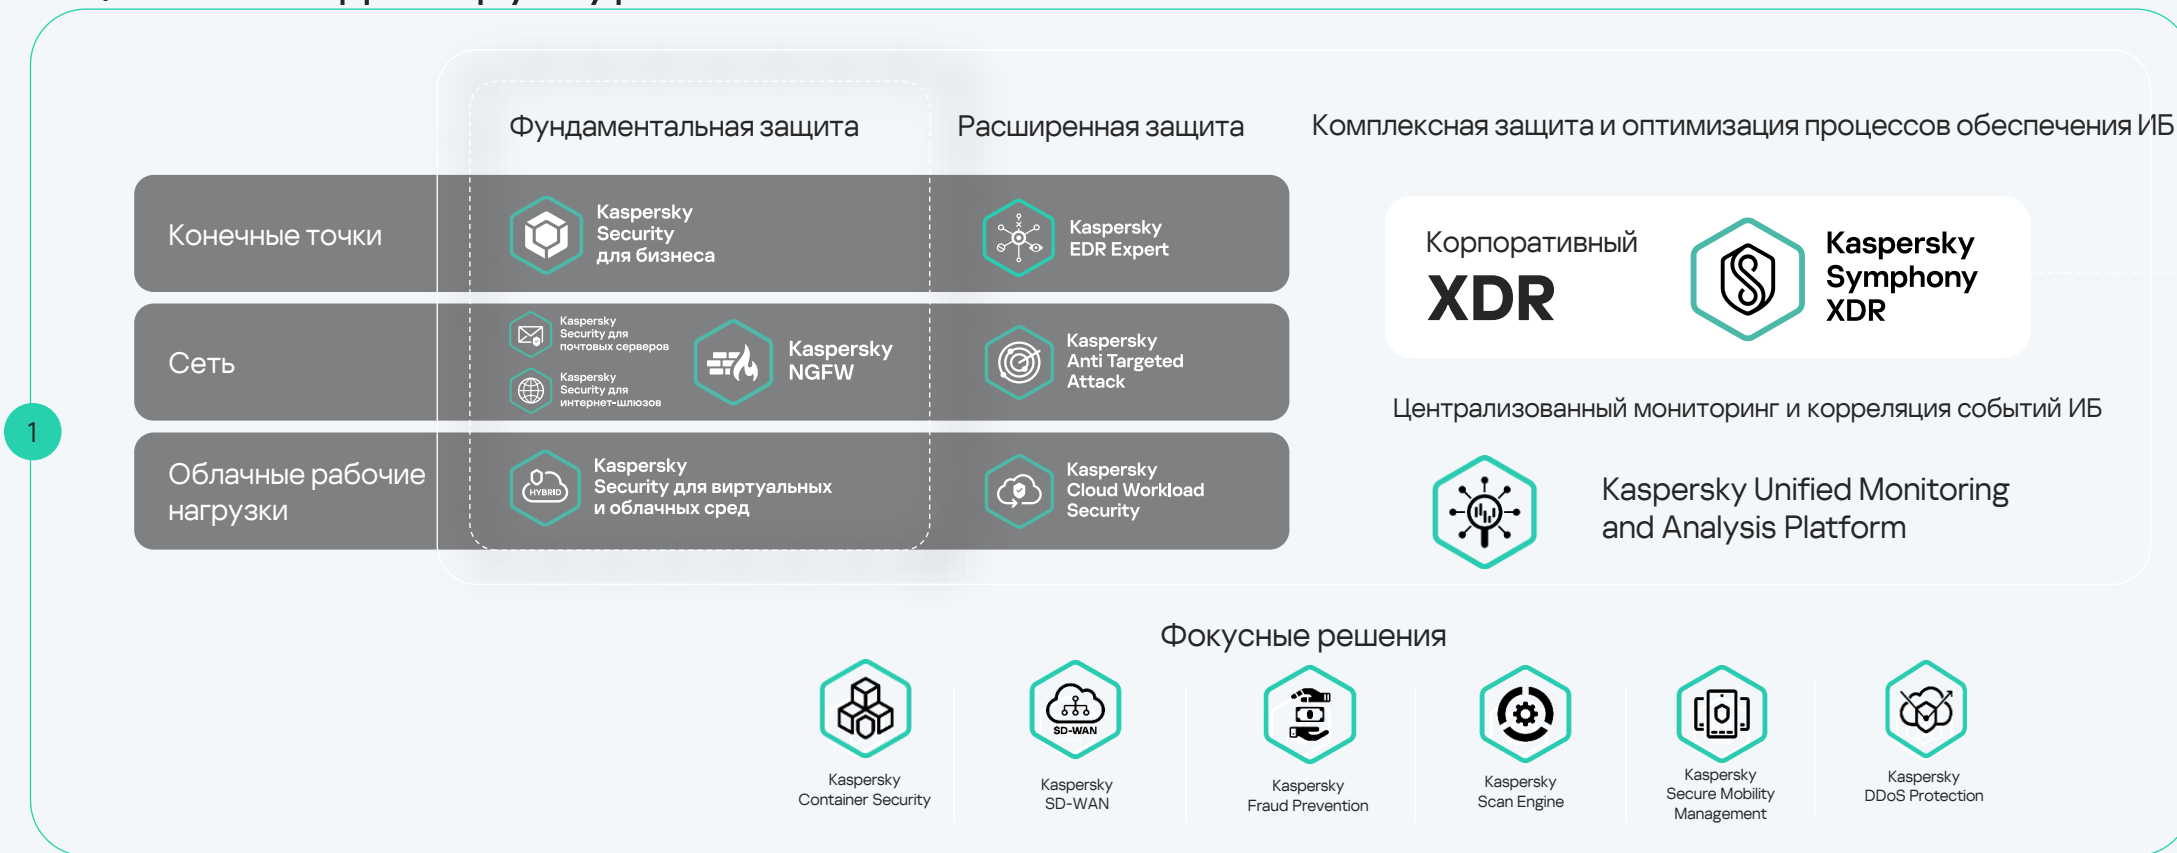 Фундаментальная защита
Расширенная защита
Комплексная защита и оптимизация процессов обеспечения ИБ
Конечные точки
Kaspersky
Security
для бизнеса
Kaspersky
EDR Expert
Корпоративный
XDR
Kaspersky
Symphony
XDR
Сеть
Kaspersky
Security для
почтовых серверов
Kaspersky
Security для
интернет-шлюзов
Kaspersky
NGFW
Kaspersky
Anti Targeted
Attack
Централизованный мониторинг и корреляция событий ИБ
1
Облачные рабочие
нагрузки
HYBRID
Kaspersky
Security для виртуальных
и облачных сред
Kaspersky
Cloud Workload
Security
Kaspersky Unified Monitoring
and Analysis Platform
Фокусные решения
Kaspersky
Container Security
SD-WAN
Kaspersky
SD-WAN
Kaspersky
Fraud Prevention
Kaspersky
Scan Engine
Kaspersky
Secure Mobility
Management
Kaspersky
DDoS Protection